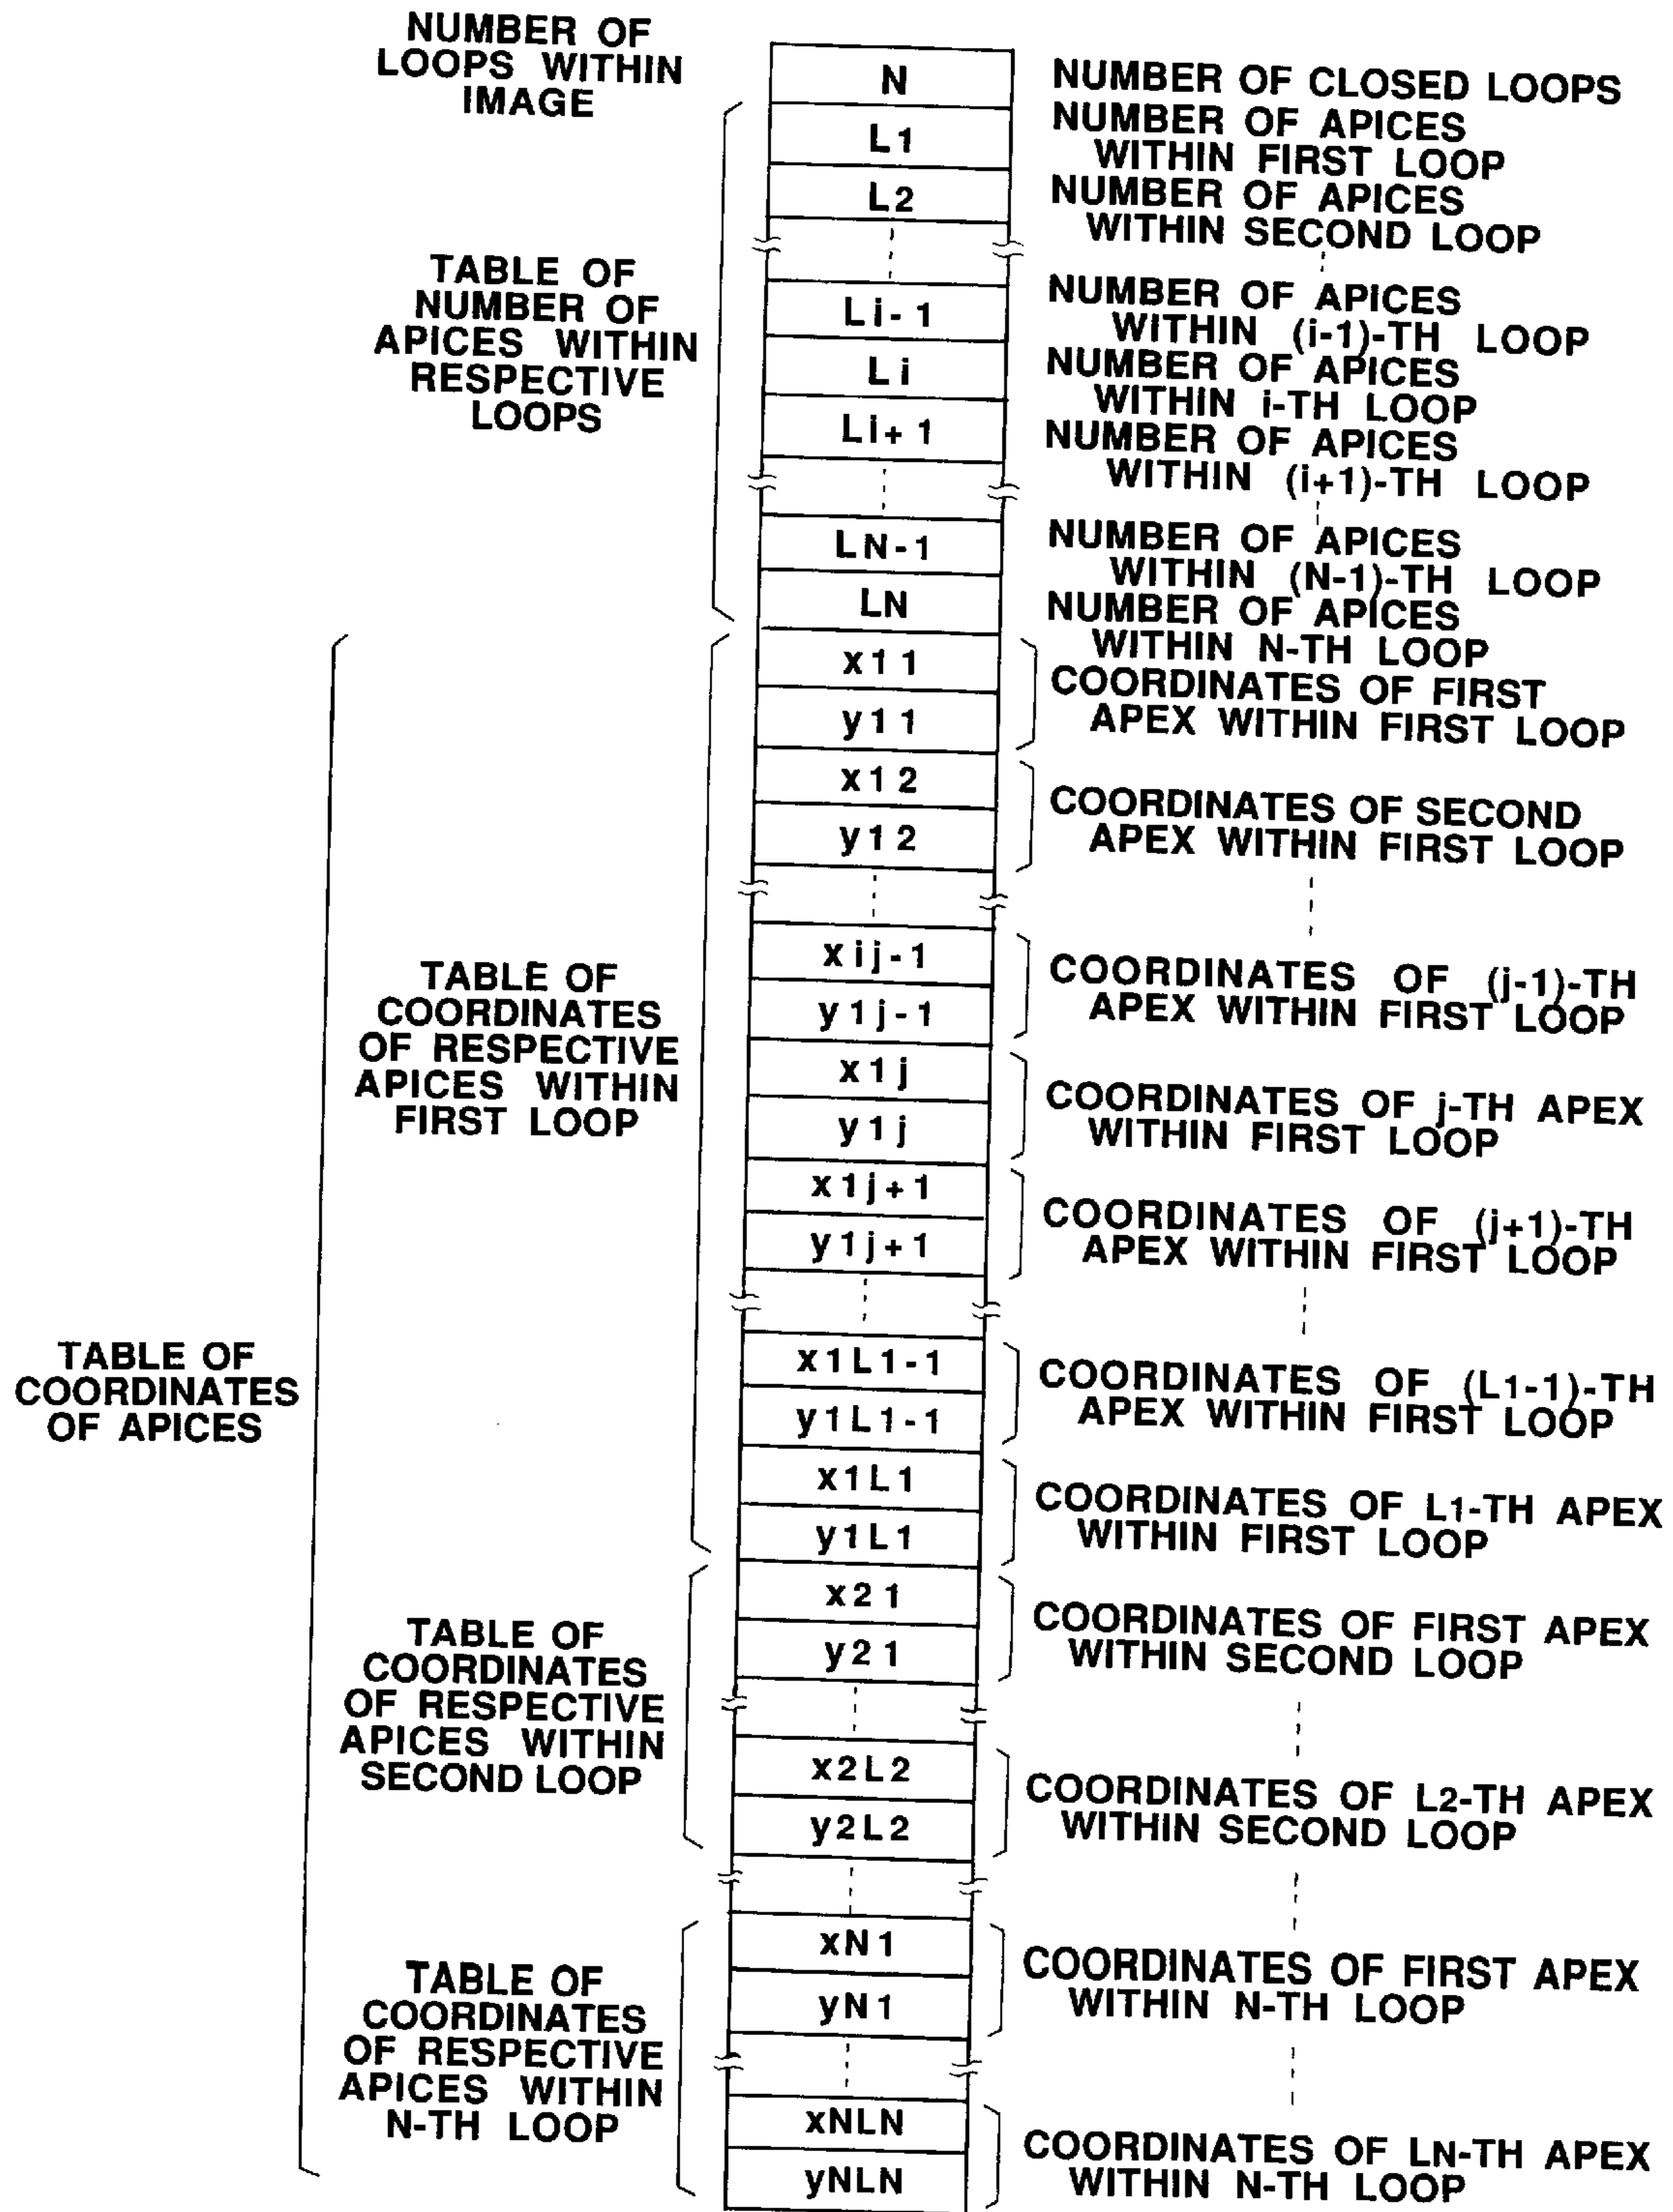 NUMBER OF
LOOPS WITHIN
IMAGE
N
NUMBER OF CLOSED LOOPS
L1
NUMBER OF APICES
WITHIN FIRST LOOP
L2
NUMBER OF APICES
WITHIN SECOND LOOP
TABLE OF
NUMBER OF
APICES WITHIN
RESPECTIVE
LOOPS
Li-1
NUMBER OF APICES
WITHIN (i-1)-TH LOOP
Li
NUMBER OF APICES
WITHIN i-TH LOOP
Li+1
NUMBER OF APICES
WITHIN (i+1)-TH LOOP
LN-1
NUMBER OF APICES
WITHIN (N-1)-TH LOOP
LN
NUMBER OF APICES
WITHIN N-TH LOOP
x11
y11
COORDINATES OF FIRST
APEX WITHIN FIRST LOOP
x12
y12
COORDINATES OF SECOND
APEX WITHIN FIRST LOOP
TABLE OF
COORDINATES
OF RESPECTIVE
APICES WITHIN
FIRST LOOP
xij-1
y1j-1
COORDINATES OF (j-1)-TH
APEX WITHIN FIRST LOOP
x1j
y1j
COORDINATES OF j-TH APEX
WITHIN FIRST LOOP
x1j+1
y1j+1
COORDINATES OF (j+1)-TH
APEX WITHIN FIRST LOOP
TABLE OF
COORDINATES
OF APICES
x1L1-1
y1L1-1
COORDINATES OF (L1-1)-TH
APEX WITHIN FIRST LOOP
x1L1
y1L1
COORDINATES OF L1-TH APEX
WITHIN FIRST LOOP
TABLE OF
COORDINATES
OF RESPECTIVE
APICES WITHIN
SECOND LOOP
x21
y21
COORDINATES OF FIRST APEX
WITHIN SECOND LOOP
x2L2
y2L2
COORDINATES OF L2-TH APEX
WITHIN SECOND LOOP
TABLE OF
COORDINATES
OF RESPECTIVE
APICES WITHIN
N-TH LOOP
xN1
yN1
COORDINATES OF FIRST APEX
WITHIN N-TH LOOP
xNLN
yNLN
COORDINATES OF LN-TH APEX
WITHIN N-TH LOOP